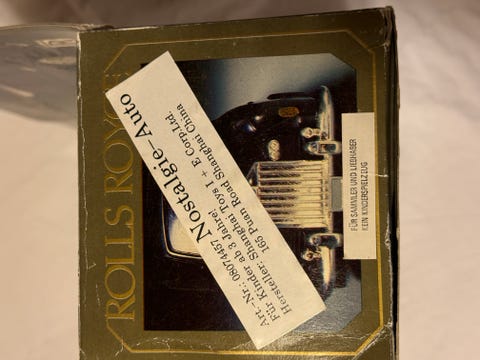 ROLLS ROYCE
Nostalgie–Auto
Art.–Nr.: 08074457
Für Kinder ab 3 Jahre!
Hersteller: Shanghai Toys I + E Corp.Ltd.
165 Puan Road Shanghai China
FÜR SAMMLER UND LIEBHABER
KEIN KINDERSPIELZEUG